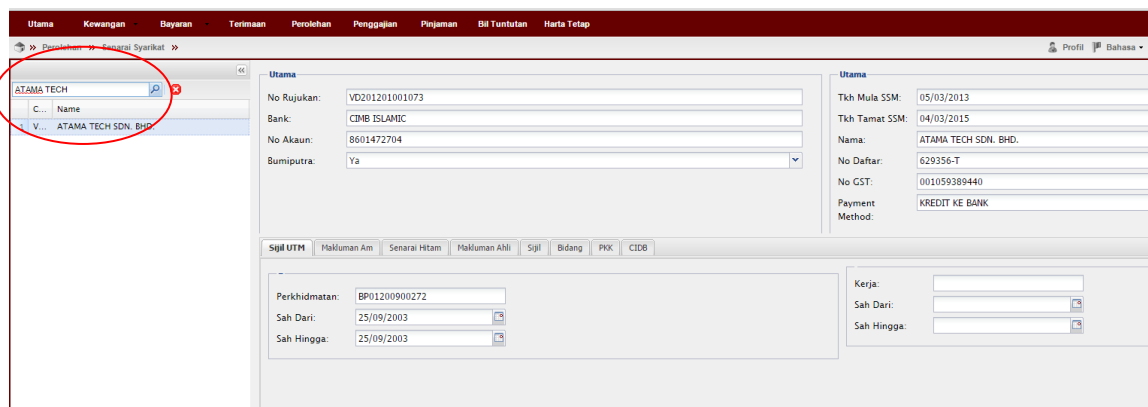 Utama Kewangan Bayaran Terimaan Perolehan Penggajian Pinjaman Bil Tuntutan Harta Tetap
» Perolehan » Senarai Syarikat » Profil Bahasa
ATAMA TECH
C... Name
1 V... ATAMA TECH SDN. BHD.
Utama
No Rujukan: VD201201001073
Bank: CIMB ISLAMIC
No Akaun: 8601472704
Bumiputra: Ya
Utama
Tkh Mula SSM: 05/03/2013
Tkh Tamat SSM: 04/03/2015
Nama: ATAMA TECH SDN. BHD.
No Daftar: 629356-T
No GST: 001059389440
Payment KREDIT KE BANK
Method:
Sijil UTM Makluman Am Senarai Hitam Makluman Ahli Sijil Bidang PKK CIDB
Perkhidmatan: BP01200900272
Sah Dari: 25/09/2003
Sah Hingga: 25/09/2003
Kerja:
Sah Dari:
Sah Hingga: